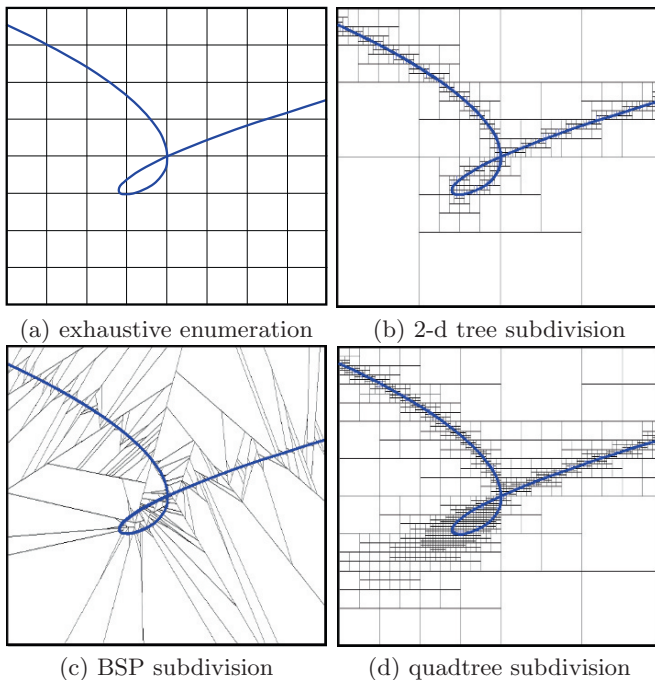 (a) exhaustive enumeration
(b) 2-d tree subdivision
(c) BSP subdivision
(d) quadtree subdivision